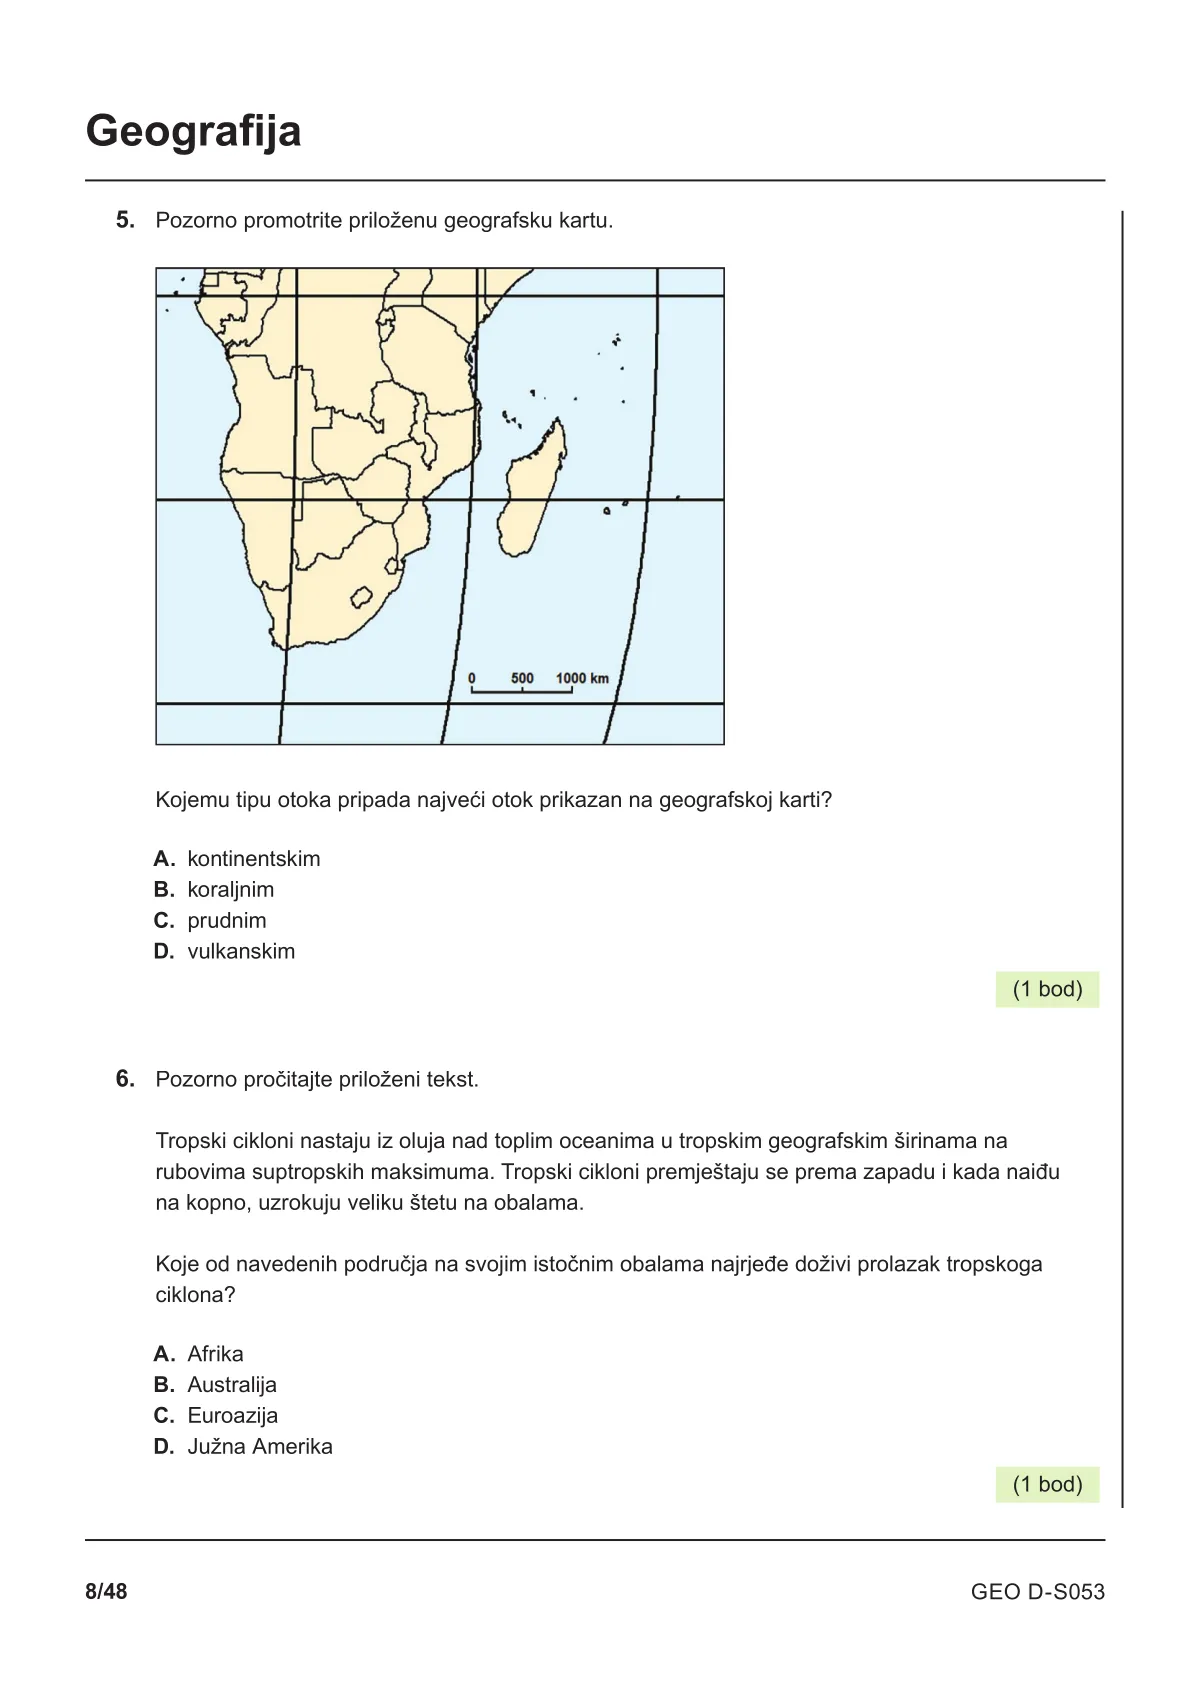 Geografija
5. Pozorno promotrite priloženu geografsku kartu.
0 500 1000 km
Kojemu tipu otoka pripada najveći otok prikazan na geografskoj karti?
A. kontinentskim
B. koraljnim
C. prudnim
D. vulkanskim
(1 bod)
6. Pozorno pročitajte priloženi tekst.
Tropski cikloni nastaju iz oluja nad toplim oceanima u tropskim geografskim širinama na
rubovima suptropskih maksimuma. Tropski cikloni premještaju se prema zapadu i kada naiđu
na kopno, uzrokuju veliku štetu na obalama.
Koje od navedenih područja na svojim istočnim obalama najrjeđe doživi prolazak tropskoga
ciklona?
A. Afrika
B. Australija
C. Euroazija
D. Južna Amerika
(1 bod)
8/48
GEO D-S053